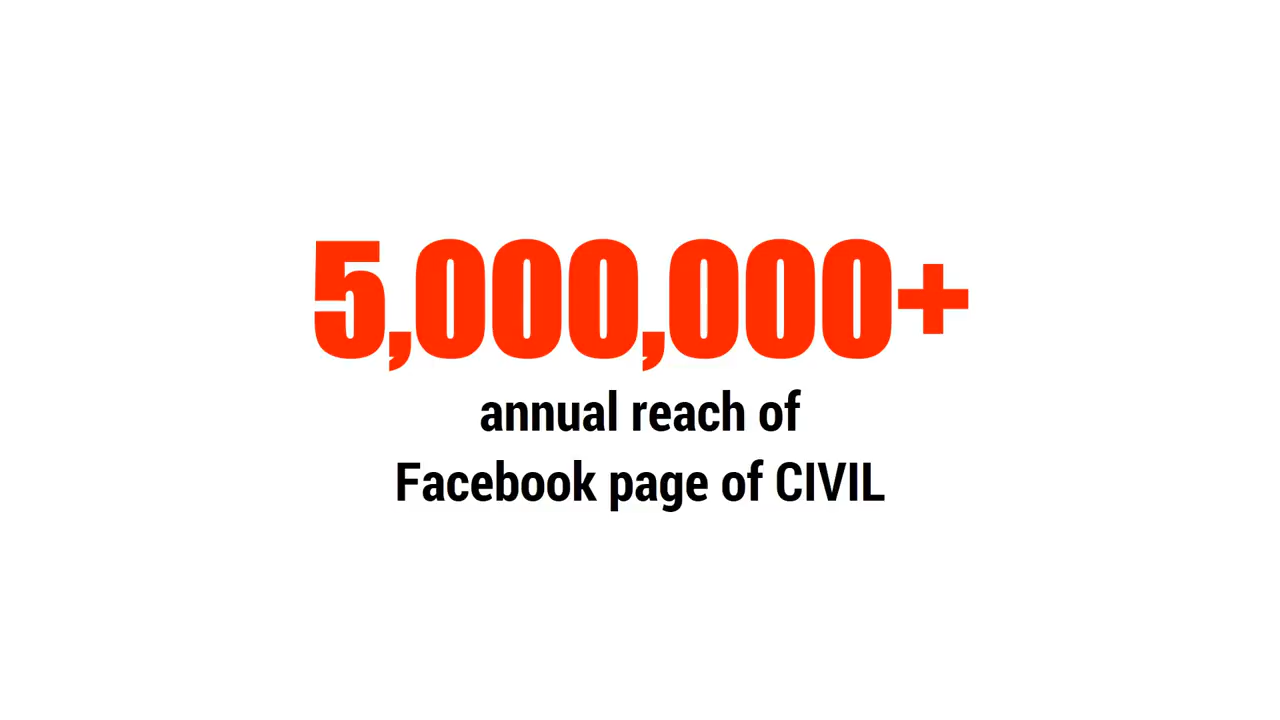 5,000,000+
annual reach of
Facebook page of CIVIL